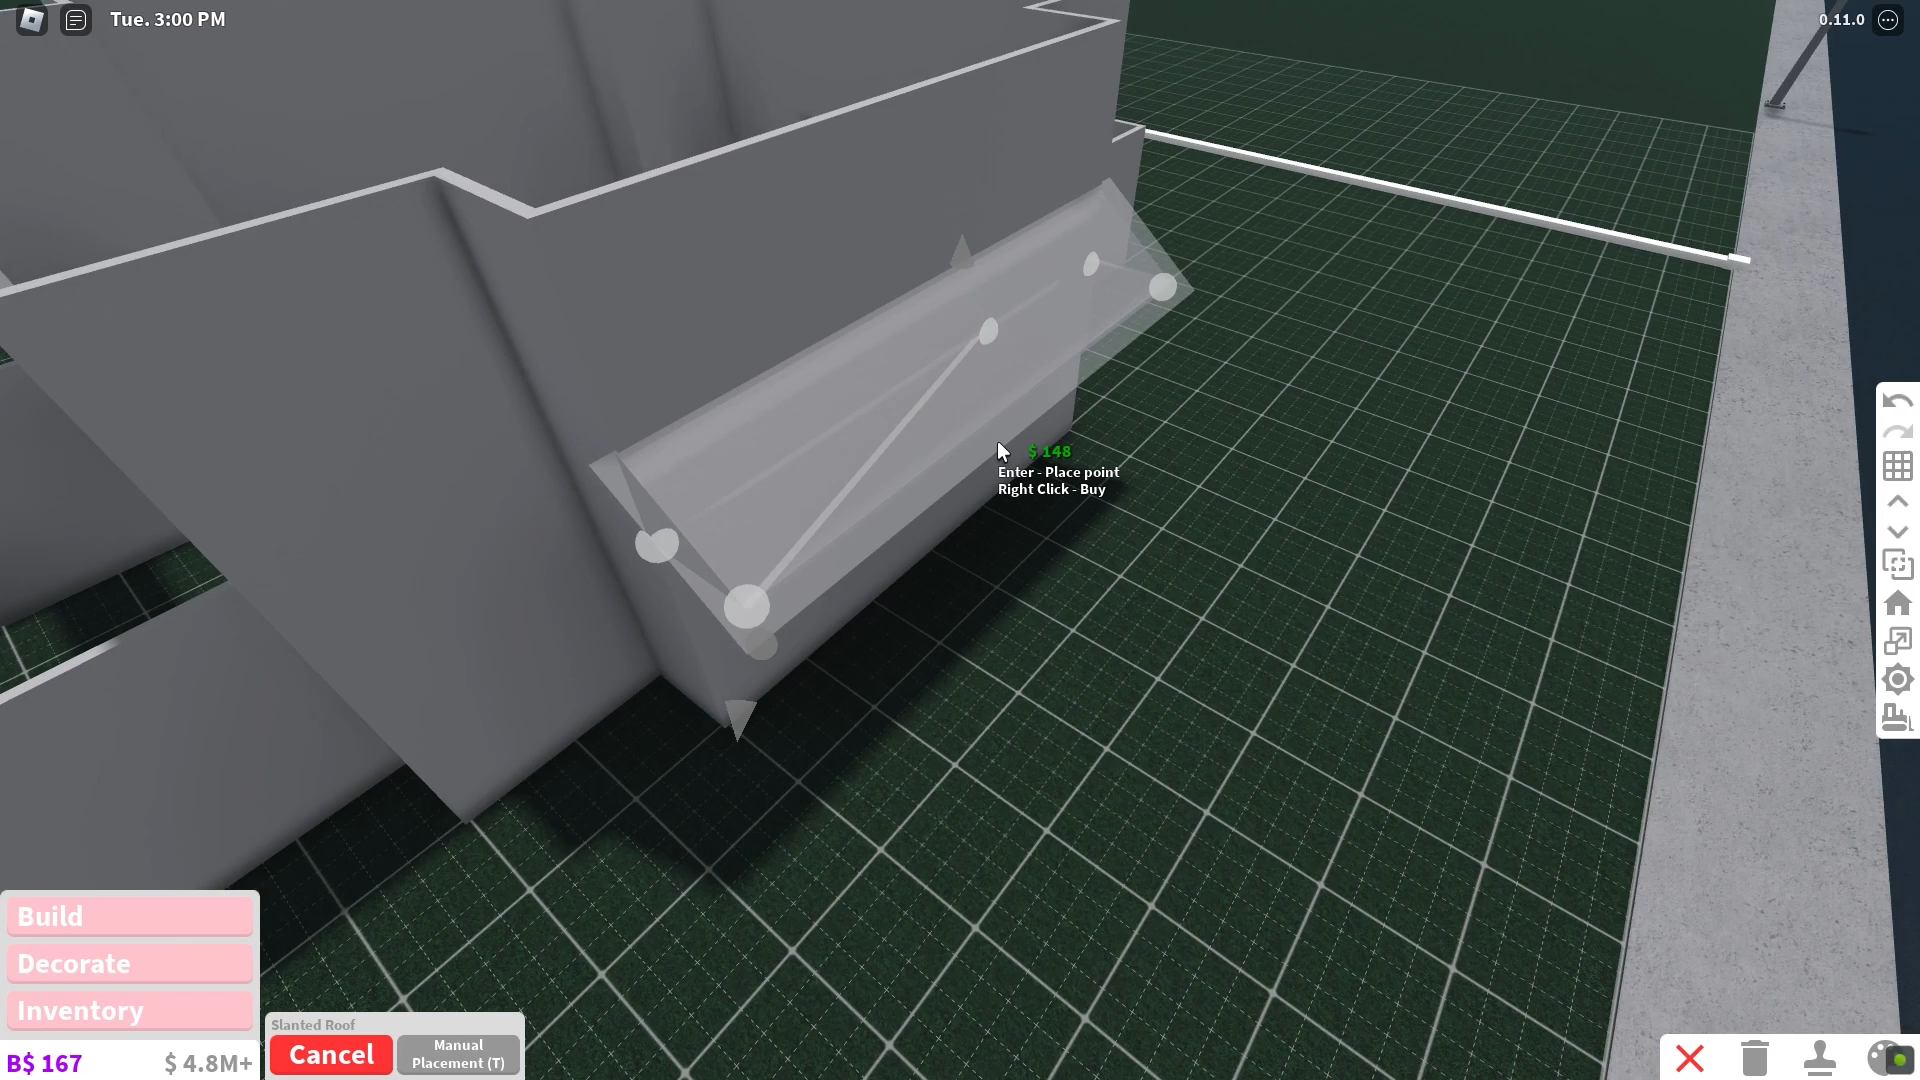 Tue. 3:00 PM
0.11.0
$ 148
Enter - Place point
Right Click - Buy
Build
Decorate
Inventory
B$ 167
$ 4.8M+
Slanted Roof
Cancel
Manual
Placement (T)